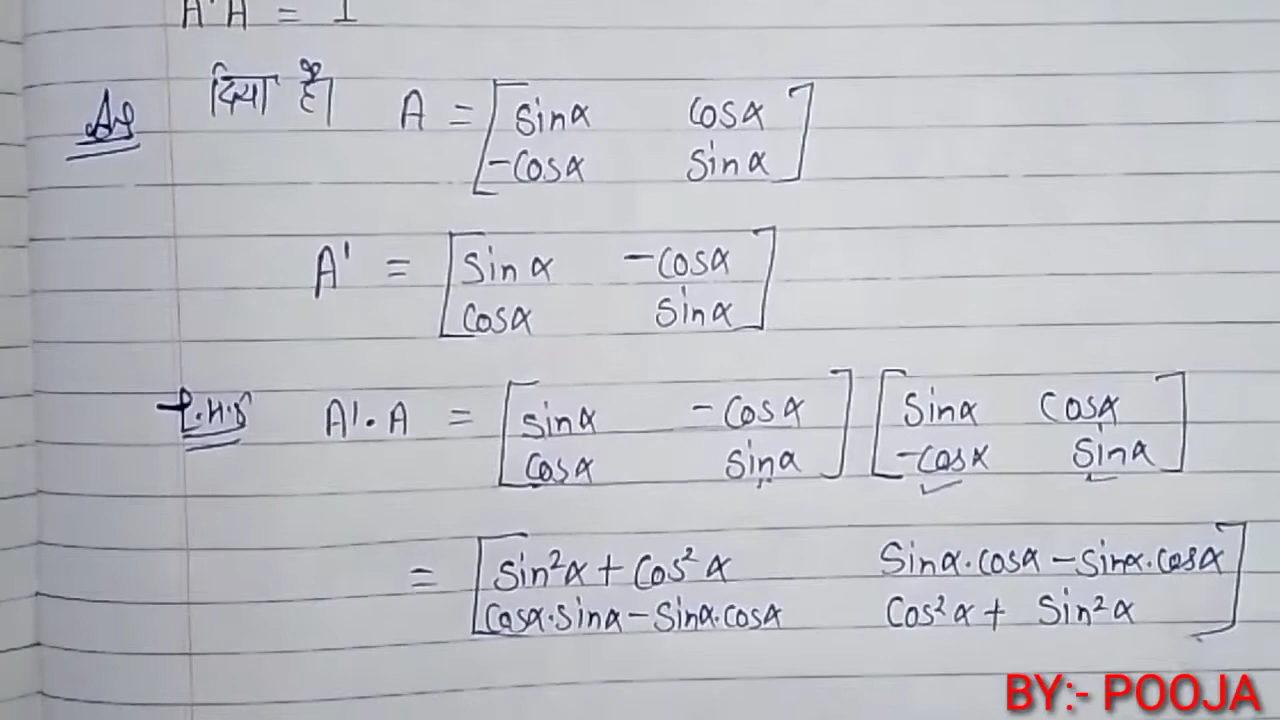 A'A = I
Ans दिया है। A = [sinα cosα
-cosα sinα]
A' = [sinα -cosα
cosα sinα]
L.H.S A'.A = [sinα -cosα] [sinα cosα]
[cosα sinα] [-cosα sinα]
= [sin²α + cos²α sinα.cosα - sinα.cosα
cosα.sinα - sinα.cosα cos²α + sin²α]
BY:- POOJA